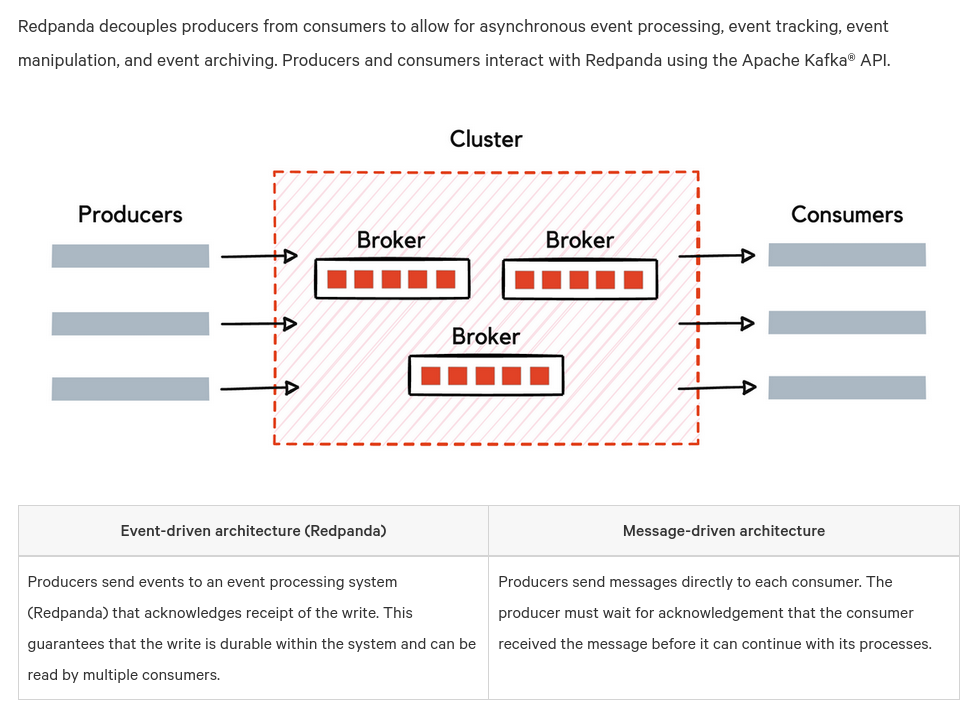 Redpanda decouples producers from consumers to allow for asynchronous event processing, event tracking, event
manipulation, and event archiving. Producers and consumers interact with Redpanda using the Apache Kafka® API.
Cluster
Producers
Consumers
Broker
Broker
Broker
Event-driven architecture (Redpanda)
Message-driven architecture
Producers send events to an event processing system
(Redpanda) that acknowledges receipt of the write. This
guarantees that the write is durable within the system and can be
read by multiple consumers.
Producers send messages directly to each consumer. The
producer must wait for acknowledgement that the consumer
received the message before it can continue with its processes.